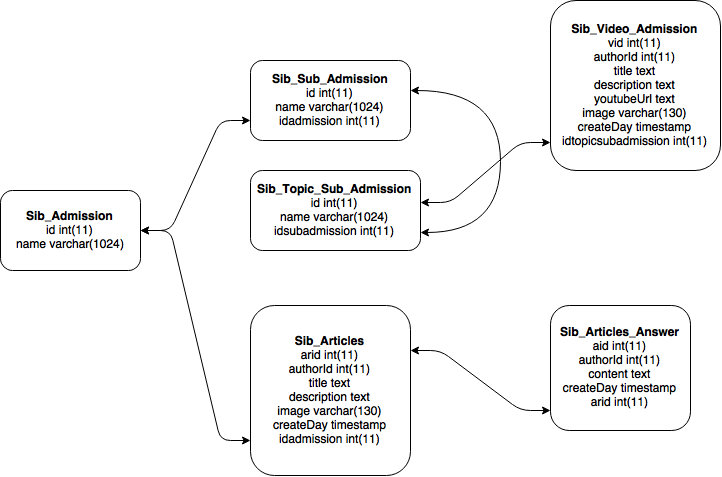 Sib_Video_Admission
vid int(11)
authorId int(11)
title text
description text
youtubeUrl text
image varchar(130)
createDay timestamp
idtopicsubadmission int(11)
Sib_Sub_Admission
id int(11)
name varchar(1024)
idadmission int(11)
Sib_Topic_Sub_Admission
id int(11)
name varchar(1024)
idsubadmission int(11)
Sib_Admission
id int(11)
name varchar(1024)
Sib_Articles
arid int(11)
authorId int(11)
title text
description text
image varchar(130)
createDay timestamp
idadmission int(11)
Sib_Articles_Answer
aid int(11)
authorId int(11)
content text
createDay timestamp
arid int(11)